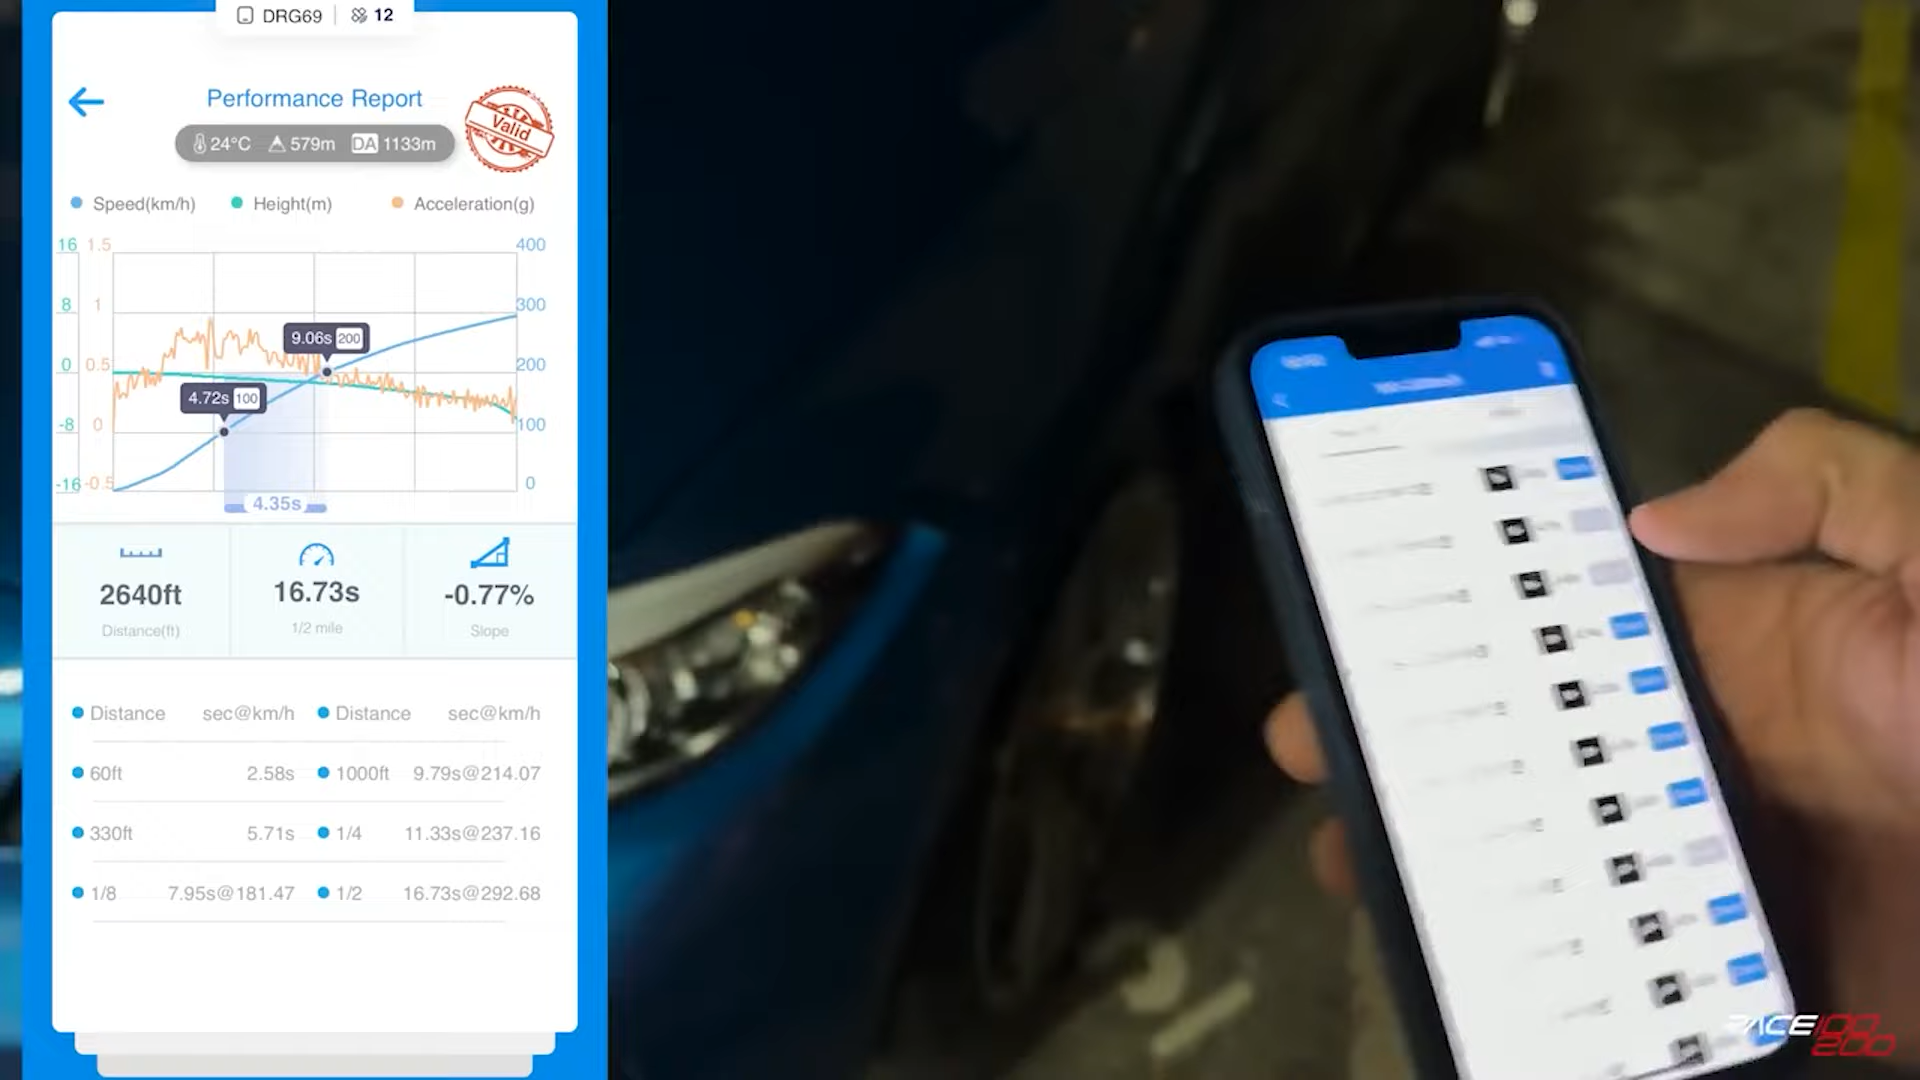 DRG69 12
Performance Report
Valid
24°C 579m DA 1133m
Speed(km/h) Height(m) Acceleration(g)
16 1.5 400
8 1 300
9.06s 200
0 0.5 200
4.72s 100
-8 0 100
-16 -0.5 0
4.35s
2640ft 16.73s -0.77%
Distance(ft) 1/2 mile Slope
Distance sec@km/h Distance sec@km/h
60ft 2.58s 1000ft 9.79s@214.07
330ft 5.71s 1/4 11.33s@237.16
1/8 7.95s@181.47 1/2 16.73s@292.68
RACE 100
200